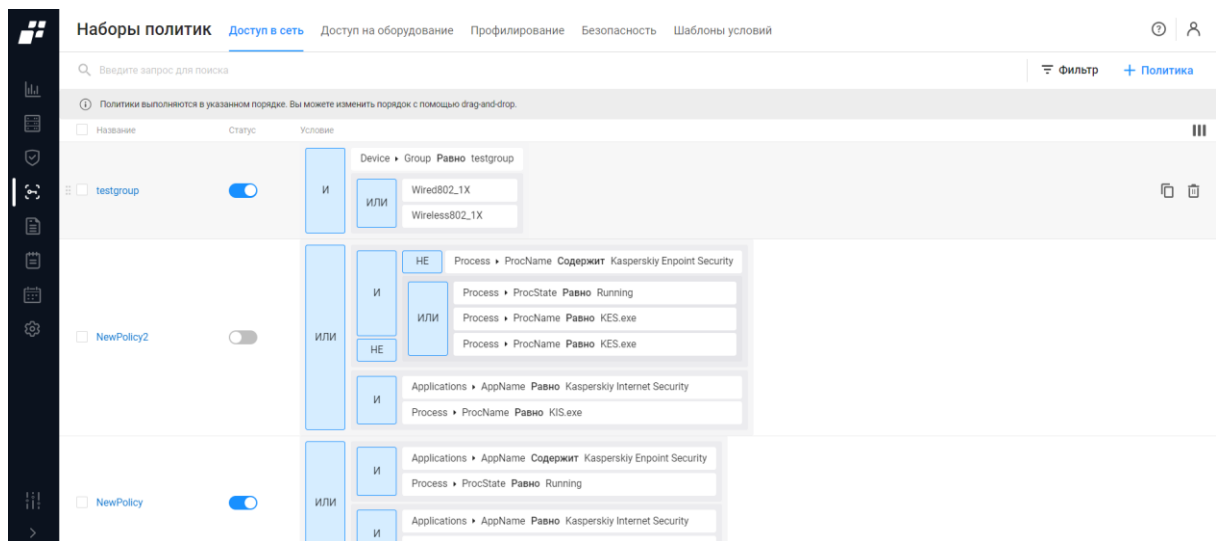 Наборы политик Доступ в сеть Доступ на оборудование Профилирование Безопасность Шаблоны условий
Введите запрос для поиска Фильтр + Политика
Политики выполняются в указанном порядке. Вы можете изменить порядок с помощью drag-and-drop.
Название Статус Условие
Device ▸ Group Равно testgroup
testgroup И
ИЛИ
Wired802_1X
Wireless802_1X
НЕ Process ▸ ProcName Содержит Kasperskiy Enpoint Security
И
ИЛИ
Process ▸ ProcState Равно Running
Process ▸ ProcName Равно KES.exe
Process ▸ ProcName Равно KES.exe
NewPolicy2 ИЛИ
НЕ
И
Applications ▸ AppName Равно Kasperskiy Internet Security
Process ▸ ProcName Равно KIS.exe
И
Applications ▸ AppName Содержит Kasperskiy Enpoint Security
Process ▸ ProcState Равно Running
NewPolicy ИЛИ
Applications ▸ AppName Равно Kasperskiy Internet Security
И